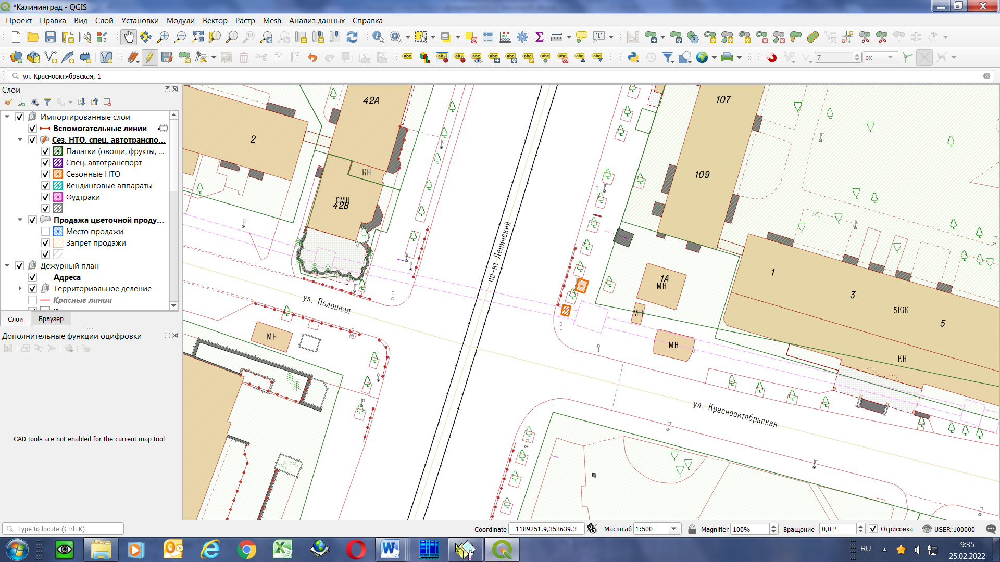 *Калининград - QGIS
Проект Правка Вид Слой Установки Модули Вектор Растр Mesh Анализ данных Справка
7 px
ул. Краснооктябрьская, 1
Слои
Импортированные слои
Вспомогательные линии
Сез. НТО, спец. автотранспо...
Палатки (овощи, фрукты, ...
Спец. автотранспорт
Сезонные НТО
Вендинговые аппараты
Фудтраки
Продажа цветочной проду...
Место продажи
Запрет продажи
Дежурный план
Адреса
Территориальное деление
Красные линии
Слои Браузер
Дополнительные функции оцифровки
CAD tools are not enabled for the current map tool
42А
107
2
КН
109
СМН
42В
пр-кт Ленинский
1
1А
МН
3
5КЖ
5
ул. Полоцкая
МН
МН
МН
КН
ул. Краснооктябрьская
Type to locate (Ctrl+K)
Coordinate 1189251.9,353639.3 Масштаб 1:500 Magnifier 100% Вращение 0,0 ° Отрисовка USER:100000
RU
9:35
25.02.2022